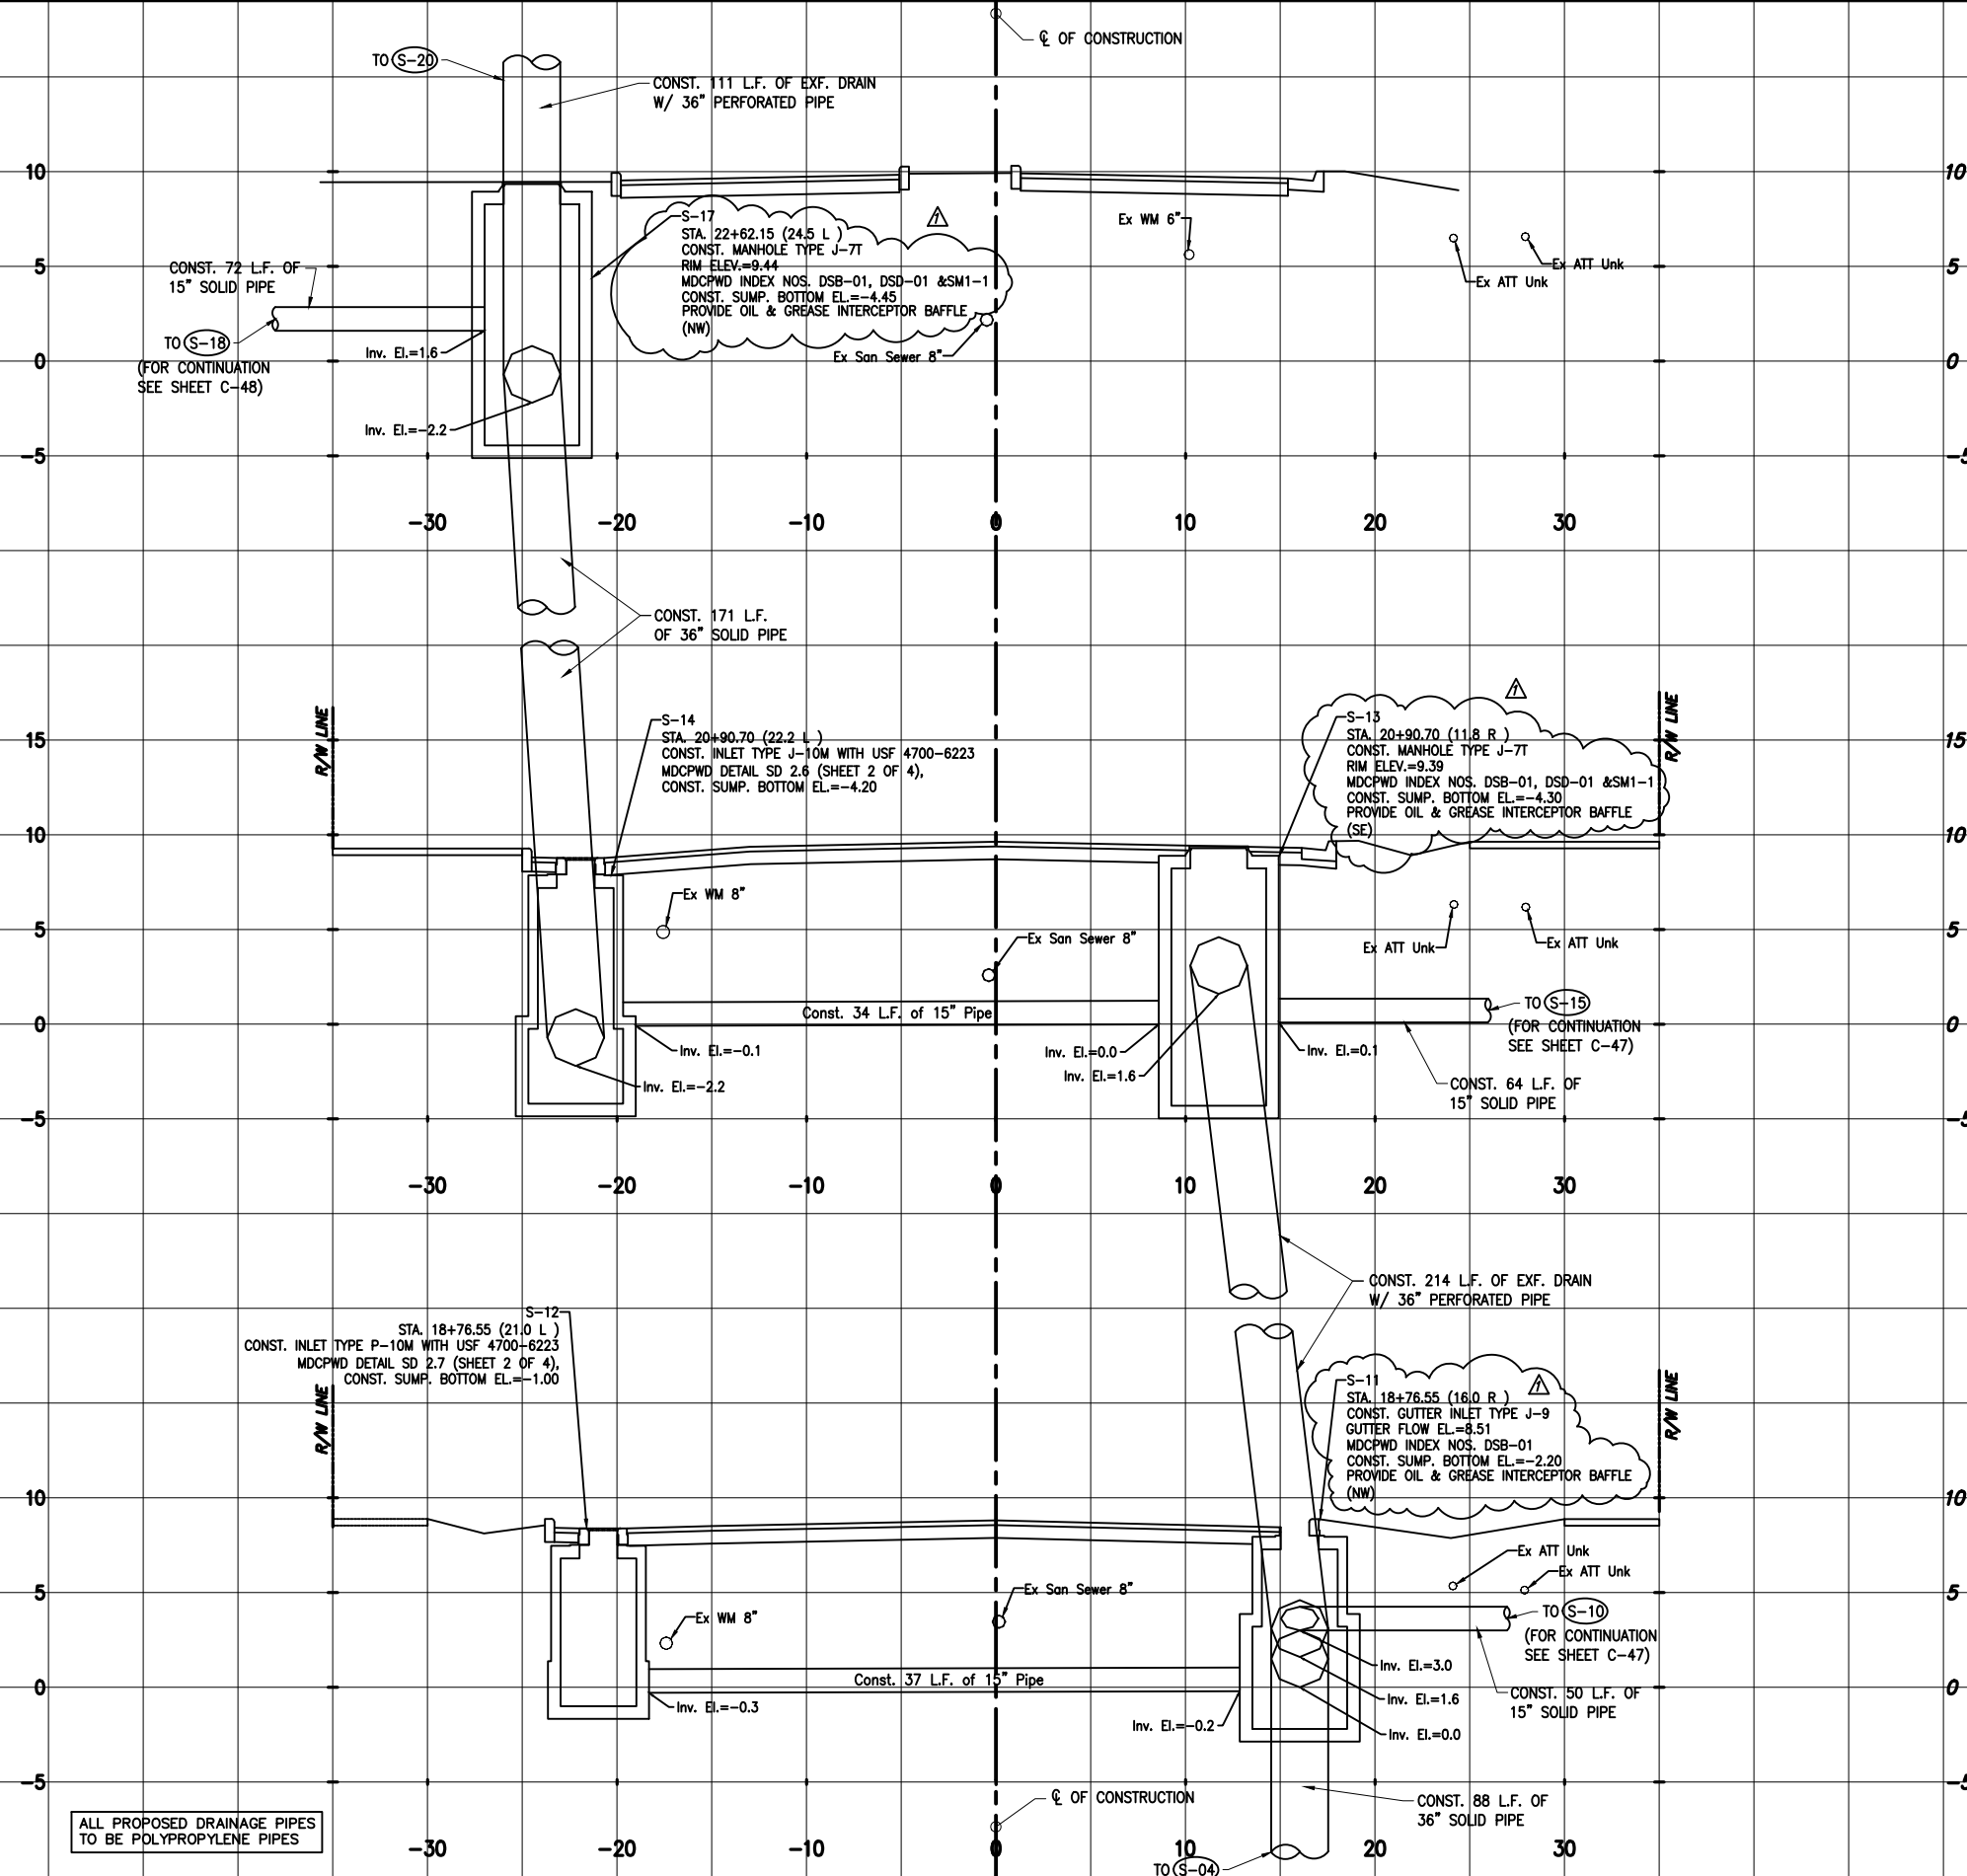 ℄ OF CONSTRUCTION
TO S-20
CONST. 111 L.F. OF EXF. DRAIN
W/ 36" PERFORATED PIPE
10
10
S-17
STA. 22+62.15 (24.5 L )
CONST. MANHOLE TYPE J-7T
RIM ELEV.=9.44
MDCPWD INDEX NOS. DSB-01, DSD-01 &SM1-1
CONST. SUMP. BOTTOM EL.=-4.45
PROVIDE OIL & GREASE INTERCEPTOR BAFFLE
(NW)
1
Ex WM 6"
Ex ATT Unk
Ex ATT Unk
CONST. 72 L.F. OF
15" SOLID PIPE
5
5
TO S-18
(FOR CONTINUATION
SEE SHEET C-48)
Inv. El.=1.6
Ex San Sewer 8"
0
0
Inv. El.=-2.2
-5
-5
-30
-20
-10
0
10
20
30
CONST. 171 L.F.
OF 36" SOLID PIPE
R/W LINE
R/W LINE
S-14
STA. 20+90.70 (22.2 L )
CONST. INLET TYPE J-10M WITH USF 4700-6223
MDCPWD DETAIL SD 2.6 (SHEET 2 OF 4),
CONST. SUMP. BOTTOM EL.=-4.20
1
S-13
STA. 20+90.70 (11.8 R )
CONST. MANHOLE TYPE J-7T
RIM ELEV.=9.39
MDCPWD INDEX NOS. DSB-01, DSD-01 &SM1-1
CONST. SUMP. BOTTOM EL.=-4.30
PROVIDE OIL & GREASE INTERCEPTOR BAFFLE
(SE)
15
15
10
10
Ex WM 8"
Ex San Sewer 8"
Ex ATT Unk
Ex ATT Unk
5
5
Const. 34 L.F. of 15" Pipe
TO S-15
(FOR CONTINUATION
SEE SHEET C-47)
0
0
Inv. El.=-0.1
Inv. El.=-2.2
Inv. El.=0.0
Inv. El.=1.6
Inv. El.=0.1
CONST. 64 L.F. OF
15" SOLID PIPE
-5
-5
-30
-20
-10
0
10
20
30
CONST. 214 L.F. OF EXF. DRAIN
W/ 36" PERFORATED PIPE
S-12
STA. 18+76.55 (21.0 L )
CONST. INLET TYPE P-10M WITH USF 4700-6223
MDCPWD DETAIL SD 2.7 (SHEET 2 OF 4),
CONST. SUMP. BOTTOM EL.=-1.00
R/W LINE
R/W LINE
1
S-11
STA. 18+76.55 (16.0 R )
CONST. GUTTER INLET TYPE J-9
GUTTER FLOW EL.=8.51
MDCPWD INDEX NOS. DSB-01
CONST. SUMP. BOTTOM EL.=-2.20
PROVIDE OIL & GREASE INTERCEPTOR BAFFLE
(NW)
10
10
Ex ATT Unk
Ex ATT Unk
5
5
Ex San Sewer 8"
Ex WM 8"
TO S-10
(FOR CONTINUATION
SEE SHEET C-47)
Const. 37 L.F. of 15" Pipe
0
0
Inv. El.=-0.3
Inv. El.=-0.2
Inv. El.=3.0
Inv. El.=1.6
Inv. El.=0.0
CONST. 50 L.F. OF
15" SOLID PIPE
-5
-5
℄ OF CONSTRUCTION
CONST. 88 L.F. OF
36" SOLID PIPE
ALL PROPOSED DRAINAGE PIPES
TO BE POLYPROPYLENE PIPES
-30
-20
-10
0
10
20
30
TO S-04